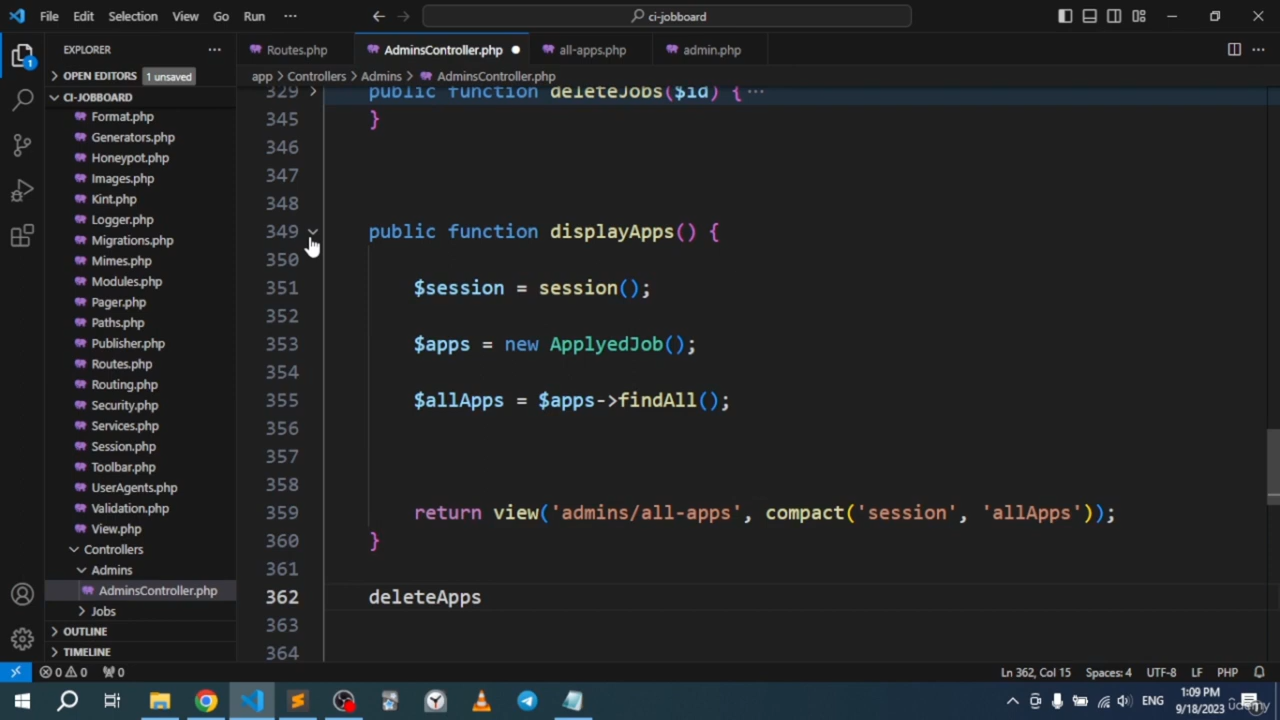 File Edit Selection View Go Run ··· ci-jobboard
EXPLORER ··· Routes.php AdminsController.php all-apps.php admin.php ···
OPEN EDITORS 1 unsaved
app > Controllers > Admins > AdminsController.php
CI-JOBBOARD
Format.php
Generators.php
Honeypot.php
Images.php
Kint.php
Logger.php
Migrations.php
Mimes.php
Modules.php
Pager.php
Paths.php
Publisher.php
Routes.php
Routing.php
Security.php
Services.php
Session.php
Toolbar.php
UserAgents.php
Validation.php
View.php
Controllers
Admins
AdminsController.php
Jobs
OUTLINE
TIMELINE
1
329 public function deleteJobs($id) { ···
345 }
346
347
348
349 public function displayApps() {
350
351 $session = session();
352
353 $apps = new ApplyedJob();
354
355 $allApps = $apps->findAll();
356
357
358
359 return view('admins/all-apps', compact('session', 'allApps'));
360 }
361
362 deleteApps
363
364
0 0 0 Ln 362, Col 15 Spaces: 4 UTF-8 LF PHP
ENG 1:09 PM
9/18/2023
udemy